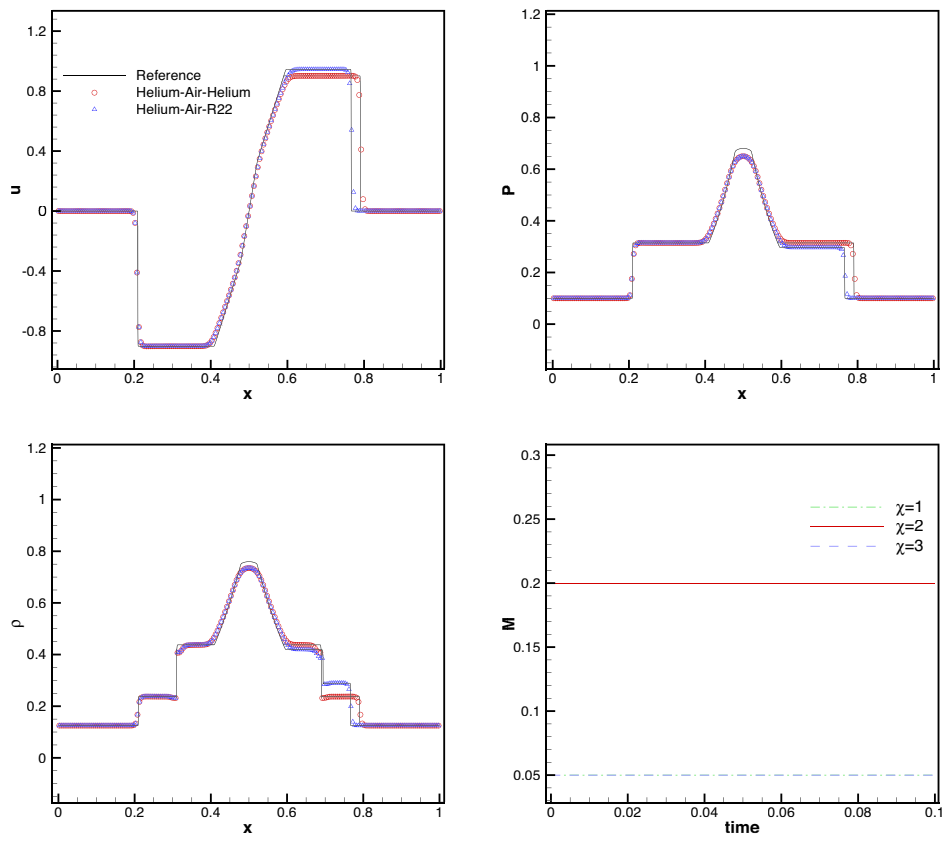 1.2
0.8
0.4
0
-0.4
-0.8
u
Reference
Helium-Air-Helium
Helium-Air-R22
0 0.2 0.4 0.6 0.8 1
x
1.2
1
0.8
0.6
0.4
0.2
0
P
0 0.2 0.4 0.6 0.8 1
x
1.2
1
0.8
0.6
0.4
0.2
0
ρ
0 0.2 0.4 0.6 0.8 1
x
0.3
0.25
0.2
0.15
0.1
0.05
M
χ=1
χ=2
χ=3
0 0.02 0.04 0.06 0.08 0.1
time